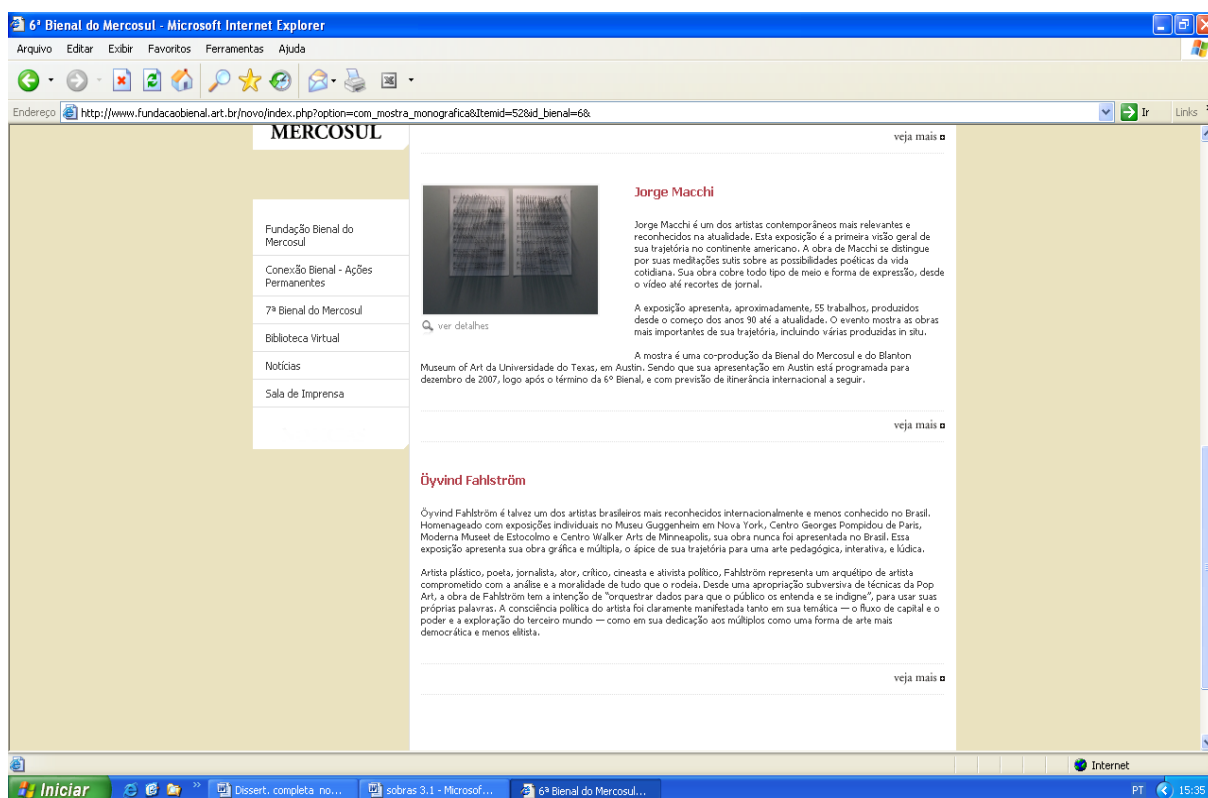 6ª Bienal do Mercosul - Microsoft Internet Explorer
Arquivo Editar Exibir Favoritos Ferramentas Ajuda
Endereço http://www.fundacaobienal.art.br/novo/index.php?option=com_mostra_monografica&Itemid=52&id_bienal=6& Ir Links
MERCOSUL
veja mais
Fundação Bienal do
Mercosul
Conexão Bienal - Ações
Permanentes
7ª Bienal do Mercosul
Biblioteca Virtual
Notícias
Sala de Imprensa
ver detalhes
Jorge Macchi
Jorge Macchi é um dos artistas contemporâneos mais relevantes e
reconhecidos na atualidade. Esta exposição é a primeira visão geral de
sua trajetória no continente americano. A obra de Macchi se distingue
por suas meditações sutis sobre as possibilidades poéticas da vida
cotidiana. Sua obra cobre todo tipo de meio e forma de expressão, desde
o vídeo até recortes de jornal.
A exposição apresenta, aproximadamente, 55 trabalhos, produzidos
desde o começo dos anos 90 até a atualidade. O evento mostra as obras
mais importantes de sua trajetória, incluindo várias produzidas in situ.
A mostra é uma co-produção da Bienal do Mercosul e do Blanton
Museum of Art da Universidade do Texas, em Austin. Sendo que sua apresentação em Austin está programada para
dezembro de 2007, logo após o término da 6º Bienal, e com previsão de itinerância internacional a seguir.
veja mais
Öyvind Fahlström
Öyvind Fahlström é talvez um dos artistas brasileiros mais reconhecidos internacionalmente e menos conhecido no Brasil.
Homenageado com exposições individuais no Museu Guggenheim em Nova York, Centro Georges Pompidou de Paris,
Moderna Museet de Estocolmo e Centro Walker Arts de Minneapolis, sua obra nunca foi apresentada no Brasil. Essa
exposição apresenta sua obra gráfica e múltipla, o ápice de sua trajetória para uma arte pedagógica, interativa, e lúdica.
Artista plástico, poeta, jornalista, ator, crítico, cineasta e ativista político, Fahlström representa um arquétipo de artista
comprometido com a análise e a moralidade de tudo que o rodeia. Desde uma apropriação subversiva de técnicas da Pop
Art, a obra de Fahlström tem a intenção de "orquestrar dados para que o público os entenda e se indigne", para usar suas
próprias palavras. A consciência política do artista foi claramente manifestada tanto em sua temática — o fluxo de capital e o
poder e a exploração do terceiro mundo — como em sua dedicação aos múltiplos como uma forma de arte mais
democrática e menos elitista.
veja mais
Internet
Iniciar Dissert. completa no... sobras 3.1 - Microsof... 6ª Bienal do Mercosul... PT 15:35